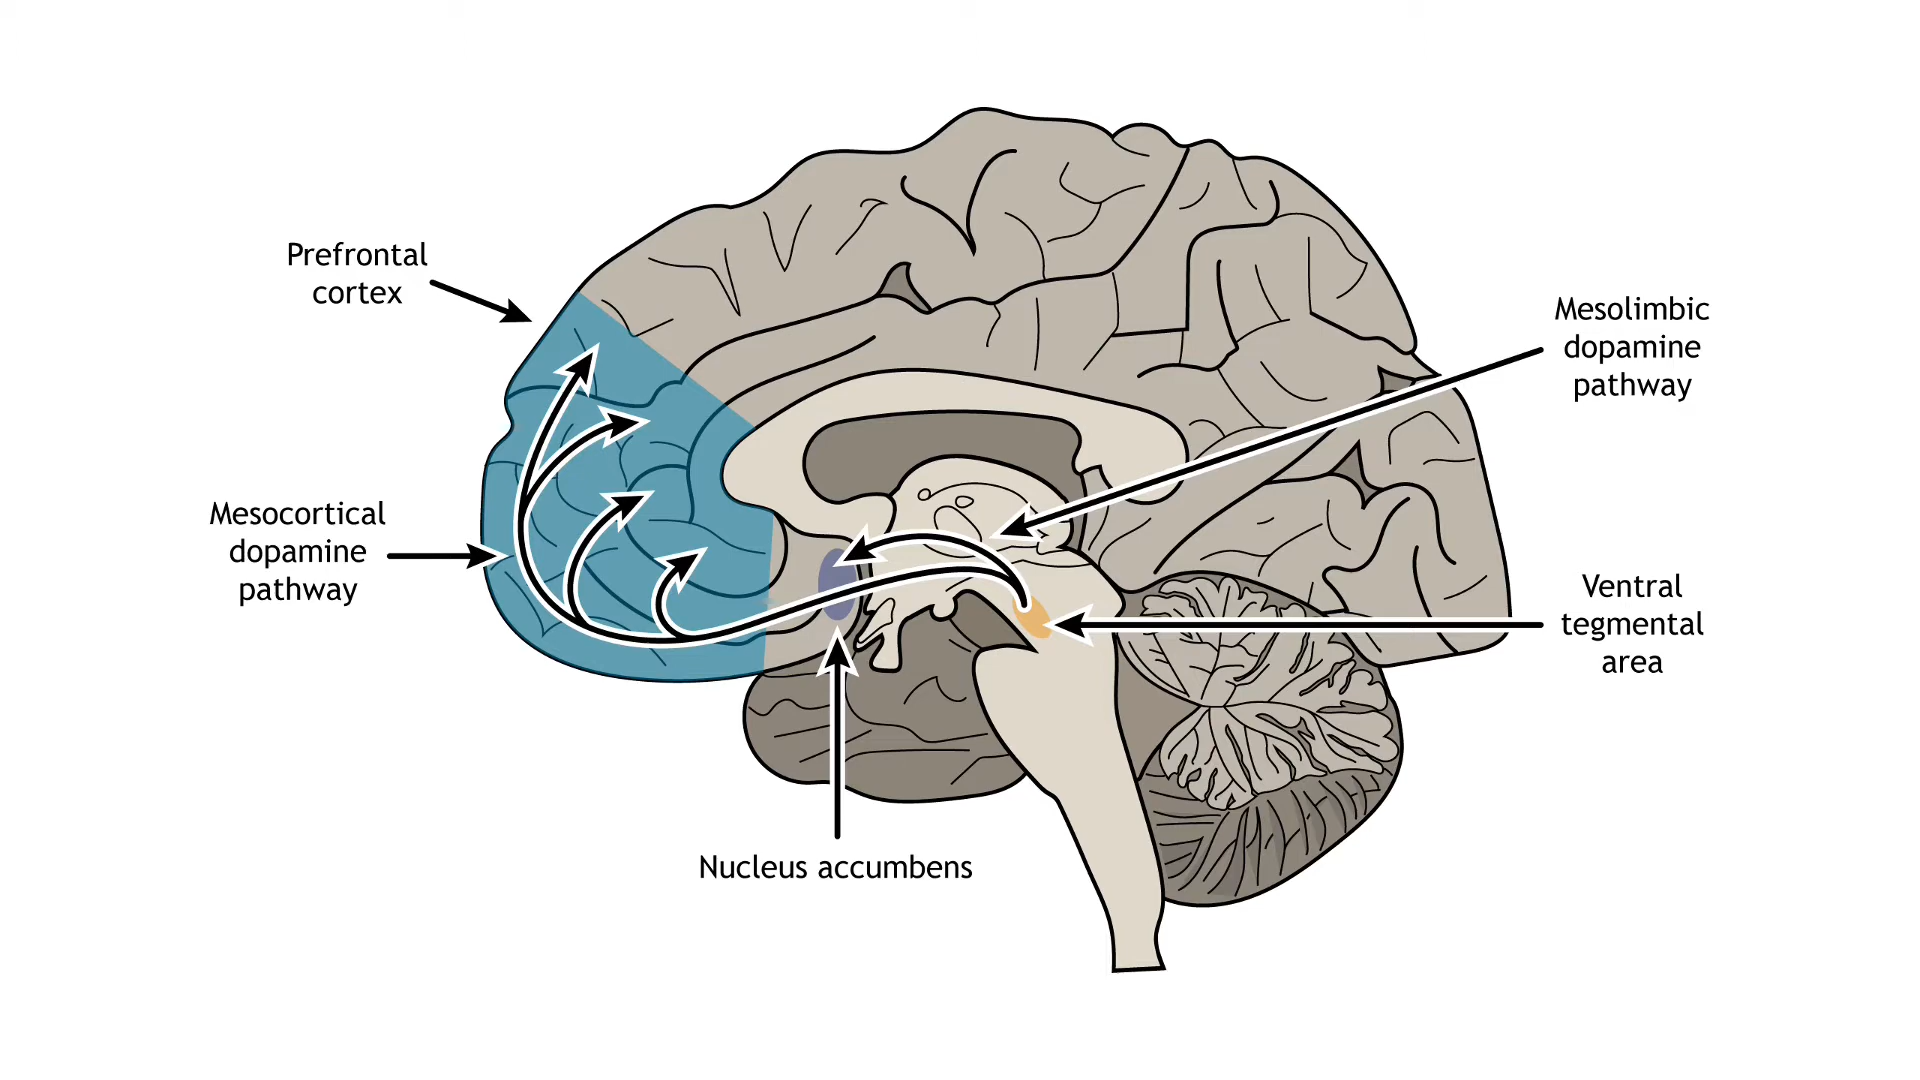 Prefrontal
cortex
Mesolimbic
dopamine
pathway
Mesocortical
dopamine
pathway
Ventral
tegmental
area
Nucleus accumbens